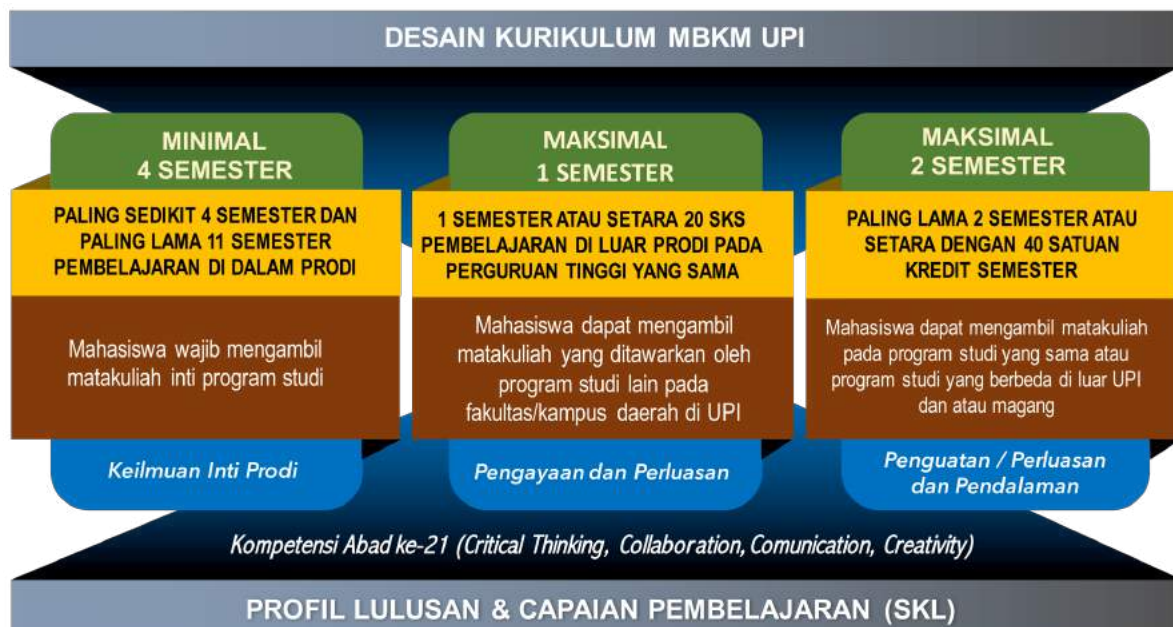 DESAIN KURIKULUM MBKM UPI
MINIMAL
4 SEMESTER
PALING SEDIKIT 4 SEMESTER DAN
PALING LAMA 11 SEMESTER
PEMBELAJARAN DI DALAM PRODI
Mahasiswa wajib mengambil
matakuliah inti program studi
Keilmuan Inti Prodi
MAKSIMAL
1 SEMESTER
1 SEMESTER ATAU SETARA 20 SKS
PEMBELAJARAN DI LUAR PRODI PADA
PERGURUAN TINGGI YANG SAMA
Mahasiswa dapat mengambil
matakuliah yang ditawarkan oleh
program studi lain pada
fakultas/kampus daerah di UPI
Pengayaan dan Perluasan
MAKSIMAL
2 SEMESTER
PALING LAMA 2 SEMESTER ATAU
SETARA DENGAN 40 SATUAN
KREDIT SEMESTER
Mahasiswa dapat mengambil matakuliah
pada program studi yang sama atau
program studi yang berbeda di luar UPI
dan atau magang
Penguatan / Perluasan
dan Pendalaman
Kompetensi Abad ke-21 (Critical Thinking, Collaboration, Comunication, Creativity)
PROFIL LULUSAN & CAPAIAN PEMBELAJARAN (SKL)